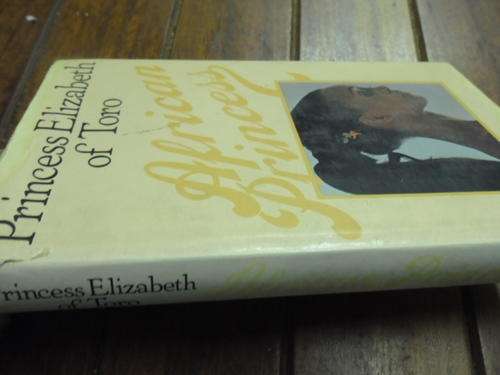 Princess Elizabeth
of Toro
African
Princess
Princess Elizabeth
of Toro